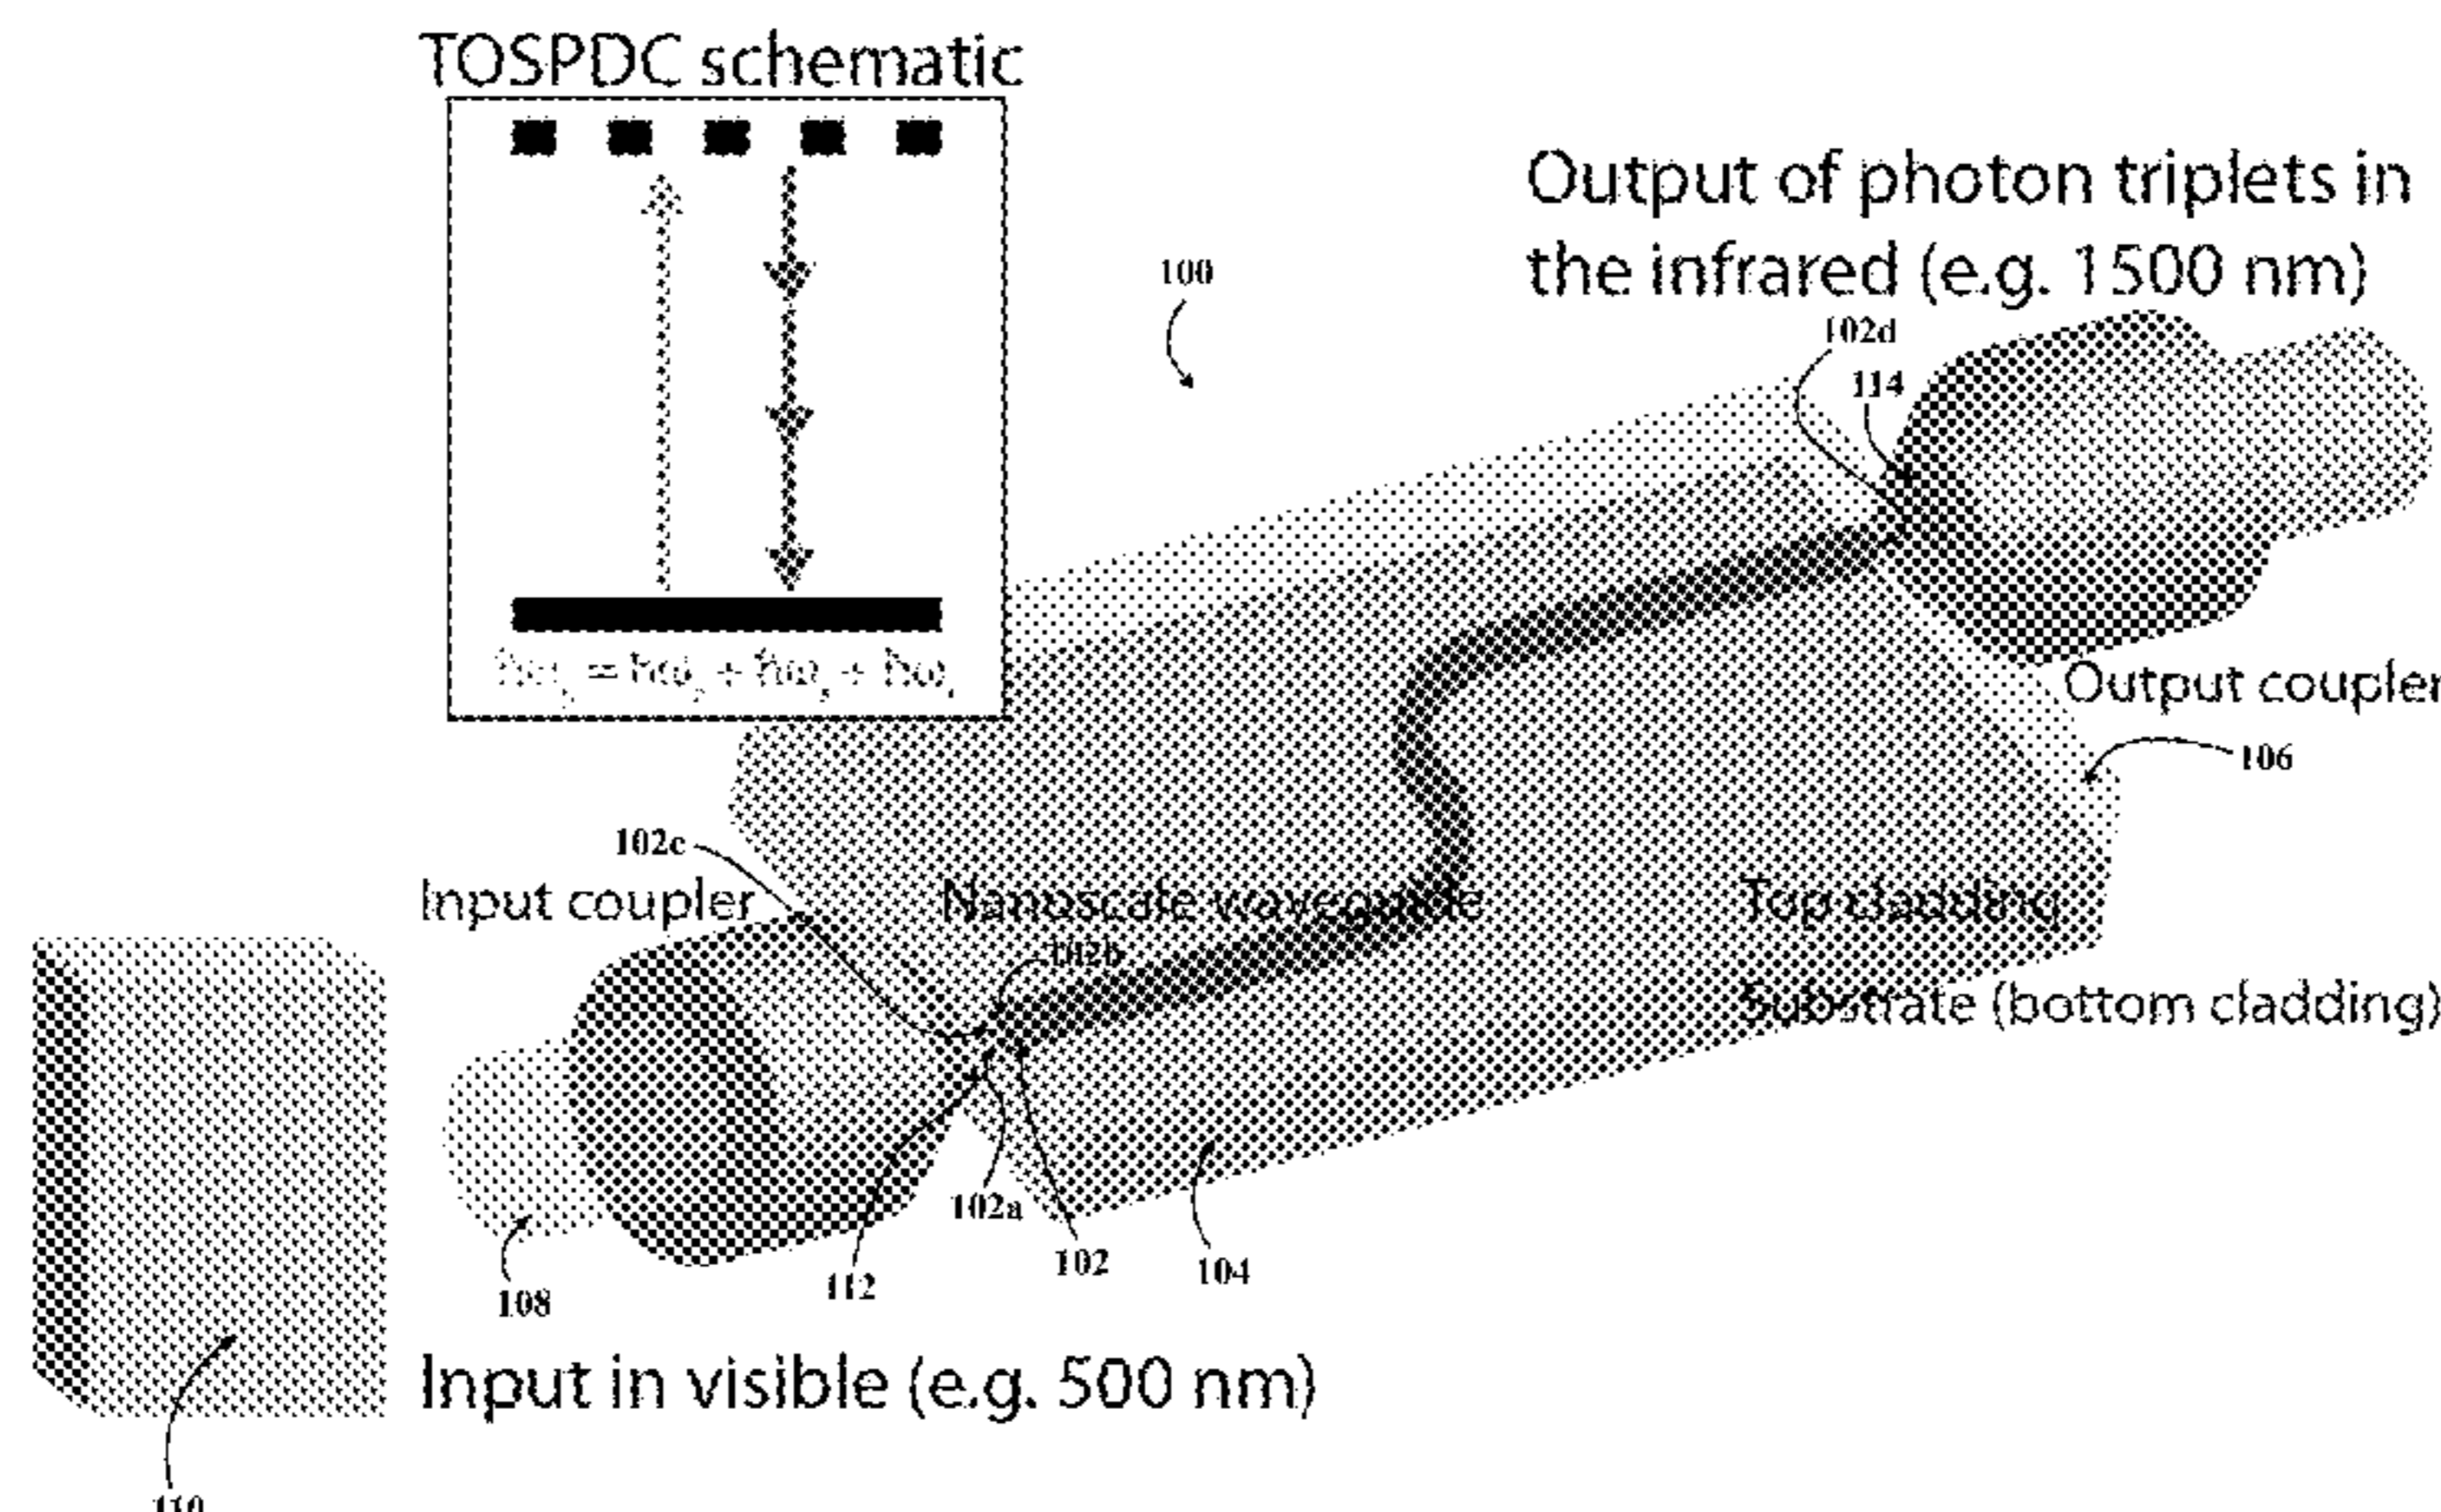 TOSPDC schematic
Output of photon triplets in
the infrared (e.g. 1500 nm)
100
102d
114
Output coupler
106
102c
Input coupler
Nanoscale waveguide
Top cladding
102b
Substrate (bottom cladding)
102a
102
104
112
108
Input in visible (e.g. 500 nm)
110